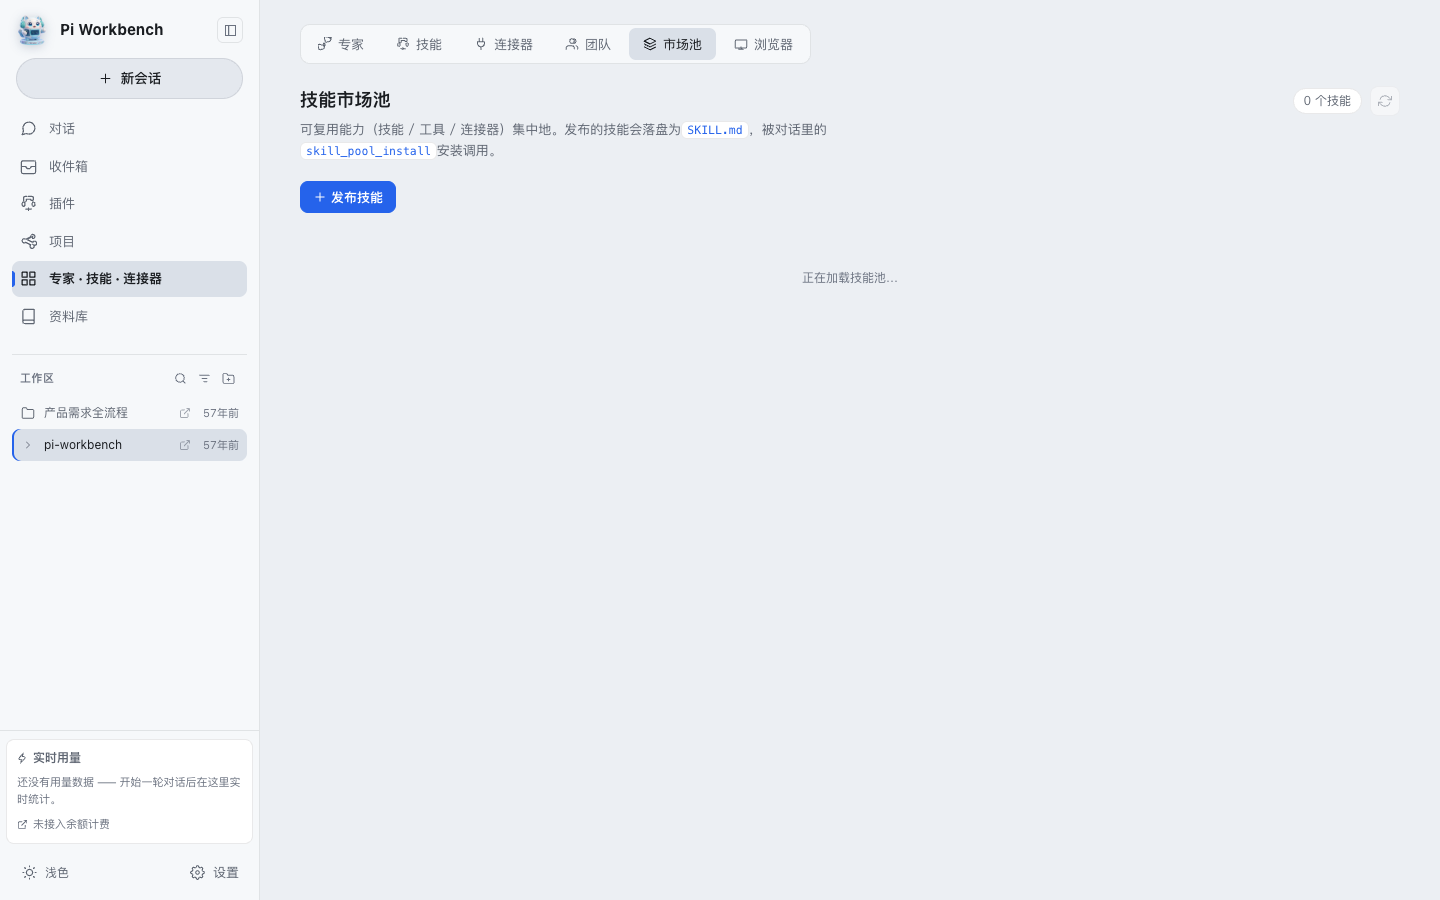 Pi Workbench
新会话
对话
收件箱
插件
项目
专家 · 技能 · 连接器
资料库
工作区
产品需求全流程 57年前
pi-workbench 57年前
实时用量
还没有用量数据 —— 开始一轮对话后在这里实
时统计。
未接入余额计费
浅色 设置
专家 技能 连接器 团队 市场池 浏览器
技能市场池
0 个技能
可复用能力（技能 / 工具 / 连接器）集中地。发布的技能会落盘为 SKILL.md ，被对话里的
skill_pool_install 安装调用。
发布技能
正在加载技能池…